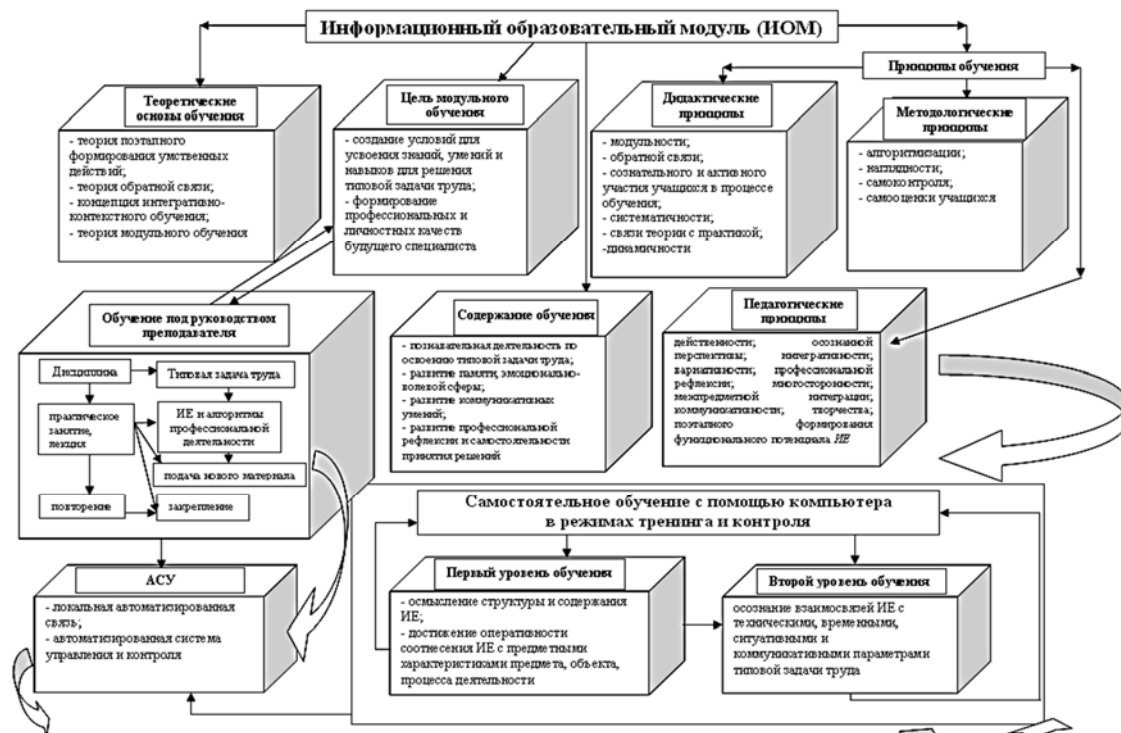 Информационный образовательный модуль (ИОМ)
Принципы обучения
Теоретические
основы обучения
- теория поэтапного
формирования умственных
действий;
- теория обратной связи;
- концепция интегративно-
контекстного обучения;
- теория модульного обучения
Цель модульного
обучения
- создание условий для
усвоения знаний, умений и
навыков для решения
типовой задачи труда;
- формирование
профессиональных и
личностных качеств
будущего специалиста
Дидактические
принципы
- модульности;
- обратной связи;
- сознательного и активного
участия учащихся в процессе
обучения;
- систематичности;
- связи теории с практикой;
-динамичности
Методологические
принципы
- алгоритмизации;
- наглядности;
- самоконтроля;
- самооценки учащихся
Обучение под руководством
преподавателя
Дисциплина
Типовая задача труда
практическое
занятие,
лекция
ИЕ и алгоритмы
профессиональной
деятельности
подача нового материала
повторение
закрепление
Содержание обучения
- познавательная деятельность по
освоению типовой задачи труда;
- развитие памяти, эмоционально-
волевой сферы;
- развитие коммуникативных
умений;
- развитие профессиональной
рефлексии и самостоятельности
принятия решений
Педагогические
принципы
действенности; осознанной
перспективы; интегративности;
вариативности; профессиональной
рефлексии; многосторонности;
межпредметной интеграции;
коммуникативности; творчества;
поэтапного формирования
функционального потенциала ИЕ
Самостоятельное обучение с помощью компьютера
в режимах тренинга и контроля
АСУ
- локальная автоматизированная
связь;
- автоматизированная система
управления и контроля
Первый уровень обучения
- осмысление структуры и содержания
ИЕ;
- достижение оперативности
соотнесения ИЕ с предметными
характеристиками предмета, объекта,
процесса деятельности
Второй уровень обучения
осознание взаимосвязей ИЕ с
техническими, временными,
ситуативными и
коммуникативными параметрами
типовой задачи труда